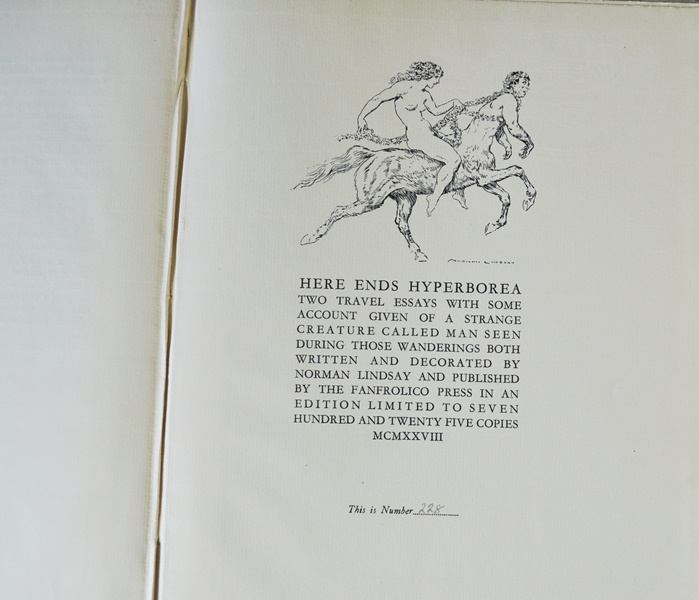 NORMAN LINDSAY
HERE ENDS HYPERBOREA
TWO TRAVEL ESSAYS WITH SOME
ACCOUNT GIVEN OF A STRANGE
CREATURE CALLED MAN SEEN
DURING THOSE WANDERINGS BOTH
WRITTEN AND DECORATED BY
NORMAN LINDSAY AND PUBLISHED
BY THE FANFROLICO PRESS IN AN
EDITION LIMITED TO SEVEN
HUNDRED AND TWENTY FIVE COPIES
MCMXXVIII
This is Number 228